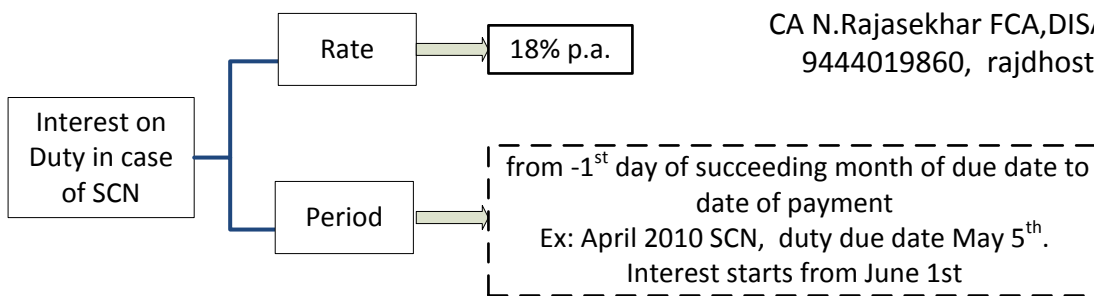 CA N.Rajasekhar FCA,DISA
9444019860, rajdhost
Rate
18% p.a.
Interest on
Duty in case
of SCN
Period
from -1st day of succeeding month of due date to
date of payment
Ex: April 2010 SCN, duty due date May 5th.
Interest starts from June 1st